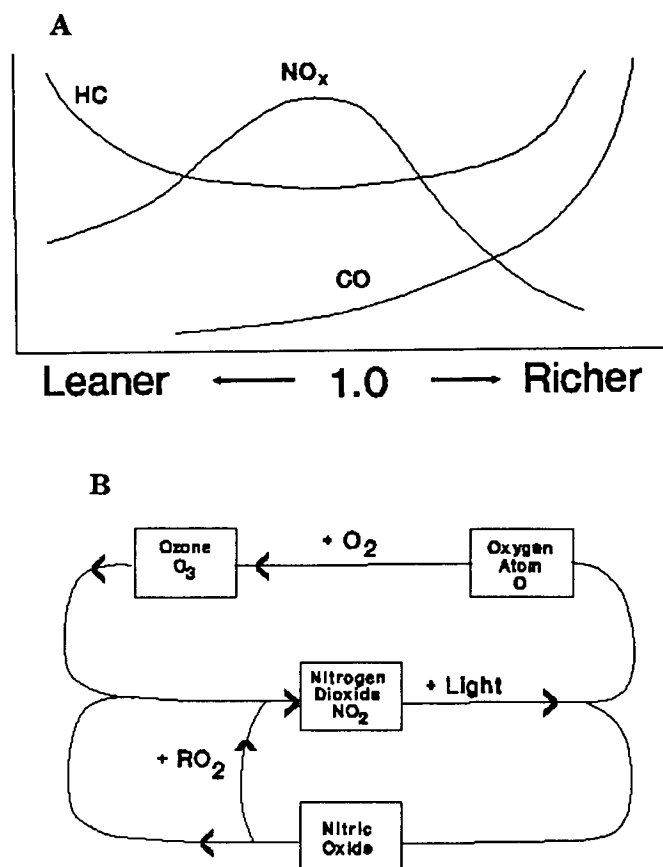 A
HC
NOx
CO
Leaner 1.0 Richer
B
Ozone
O3
+ O2
Oxygen
Atom
O
Nitrogen
Dioxide
NO2
+ Light
+ RO2
Nitric
Oxide